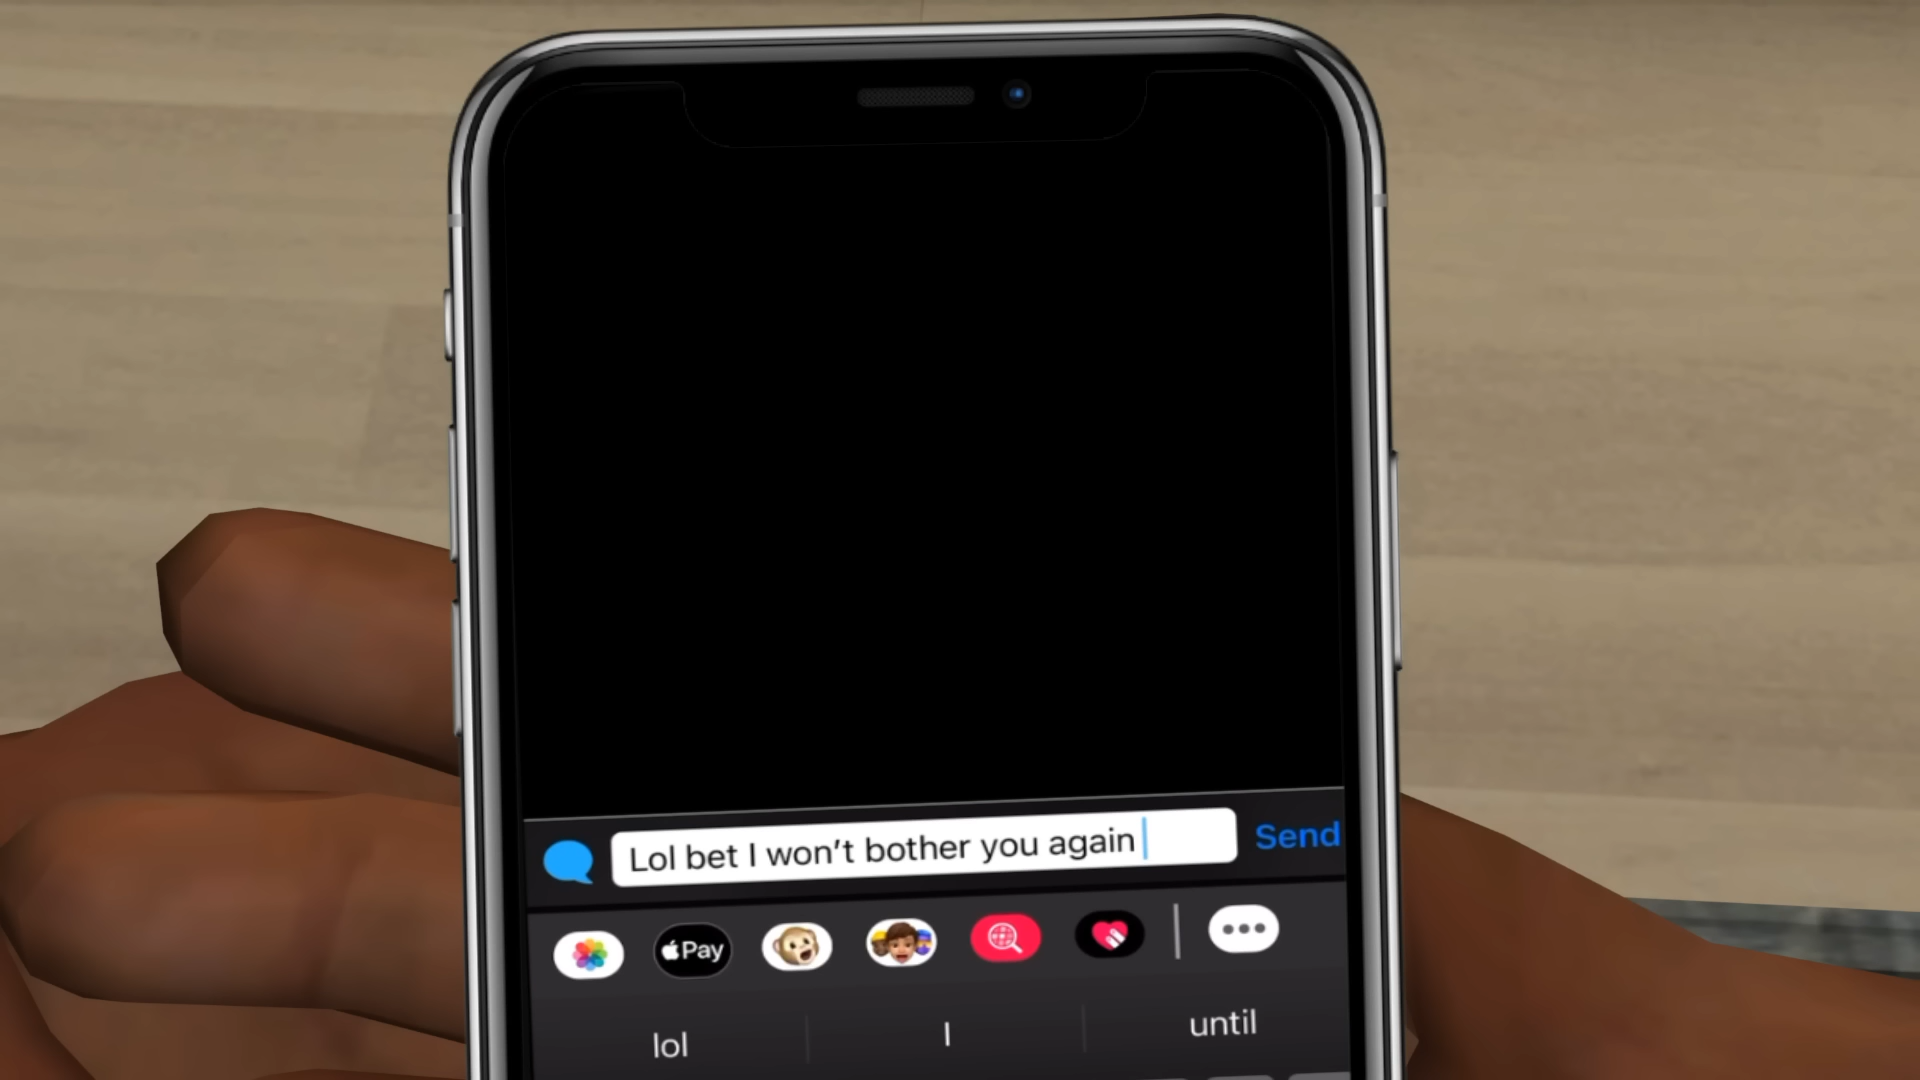 Lol bet I won’t bother you again
Send
Pay
lol
I
until